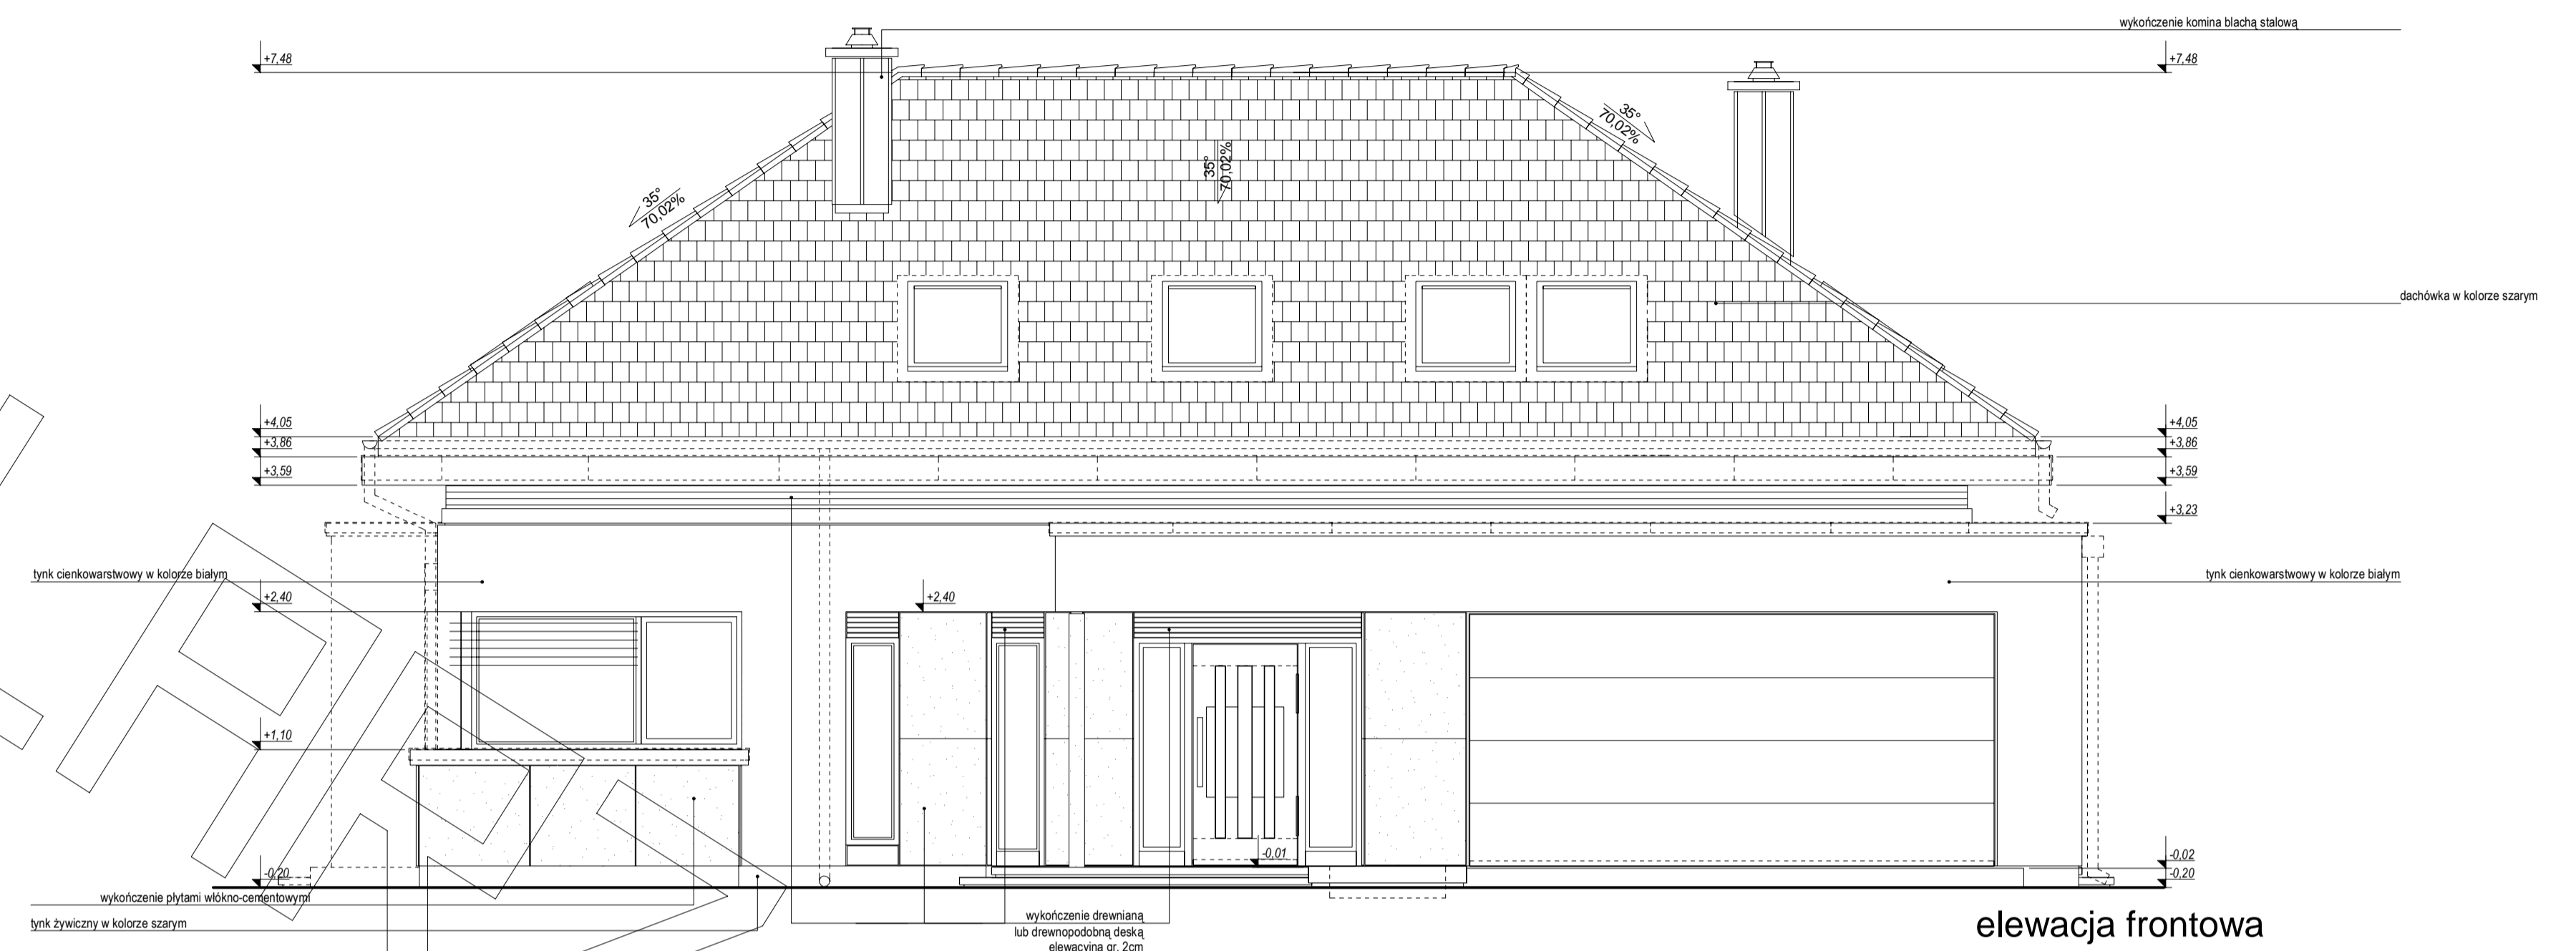 wykończenie komina blachą stalową
+7,48
+7,48
35°
70,02%
35°
70,02%
35°
70,02%
dachówka w kolorze szarym
+4,05
+4,05
+3,86
+3,86
+3,59
+3,59
+3,23
tynk cienkowarstwowy w kolorze białym
tynk cienkowarstwowy w kolorze białym
+2,40
+2,40
+1,10
-0,01
-0,02
-0,20
-0,20
wykończenie płytami włókno-cementowymi
tynk żywiczny w kolorze szarym
wykończenie drewnianą
lub drewnopodobną deską
elewacyjną gr. 2cm
elewacja frontowa